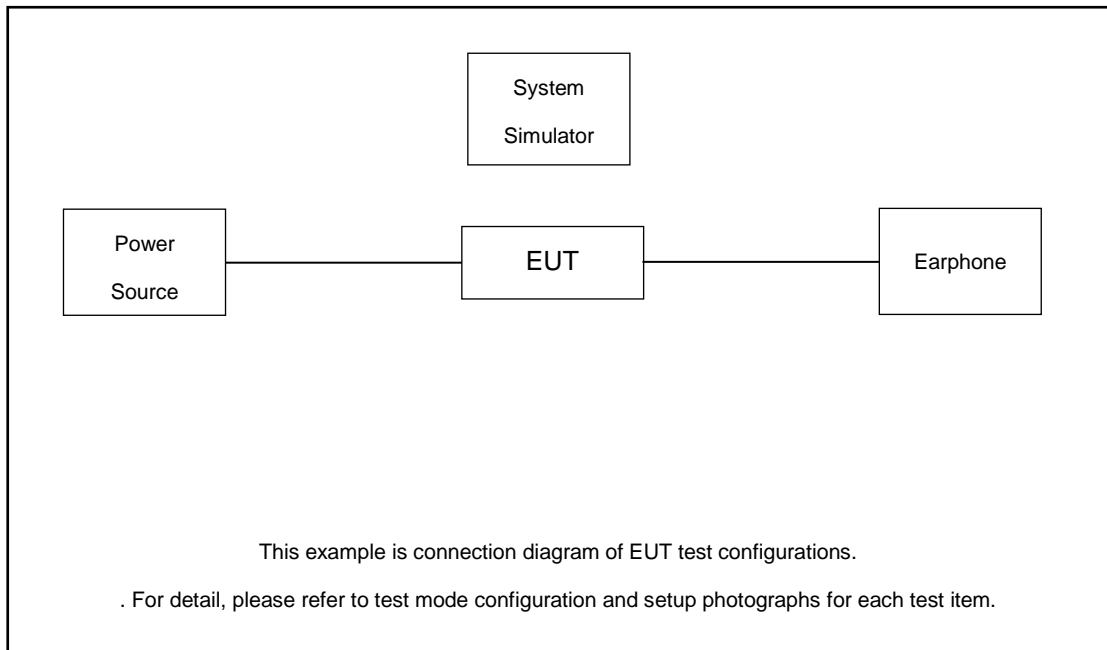 System
Simulator
Power
Source
EUT
Earphone
This example is connection diagram of EUT test configurations.
. For detail, please refer to test mode configuration and setup photographs for each test item.